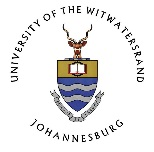 UNIVERSITY OF THE WITWATERSRAND
JOHANNESBURG